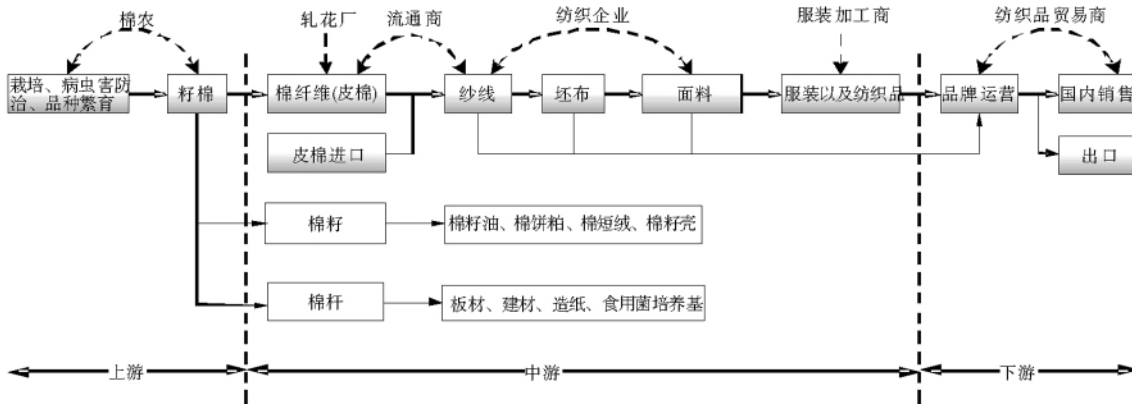 棉农
轧花厂
流通商
纺织企业
服装加工商
纺织品贸易商
栽培、病虫害防
治、品种繁育
籽棉
棉纤维(皮棉)
纱线
坯布
面料
服装以及纺织品
品牌运营
国内销售
皮棉进口
出口
棉籽
棉籽油、棉饼粕、棉短绒、棉籽壳
棉秆
板材、建材、造纸、食用菌培养基
上游
中游
下游